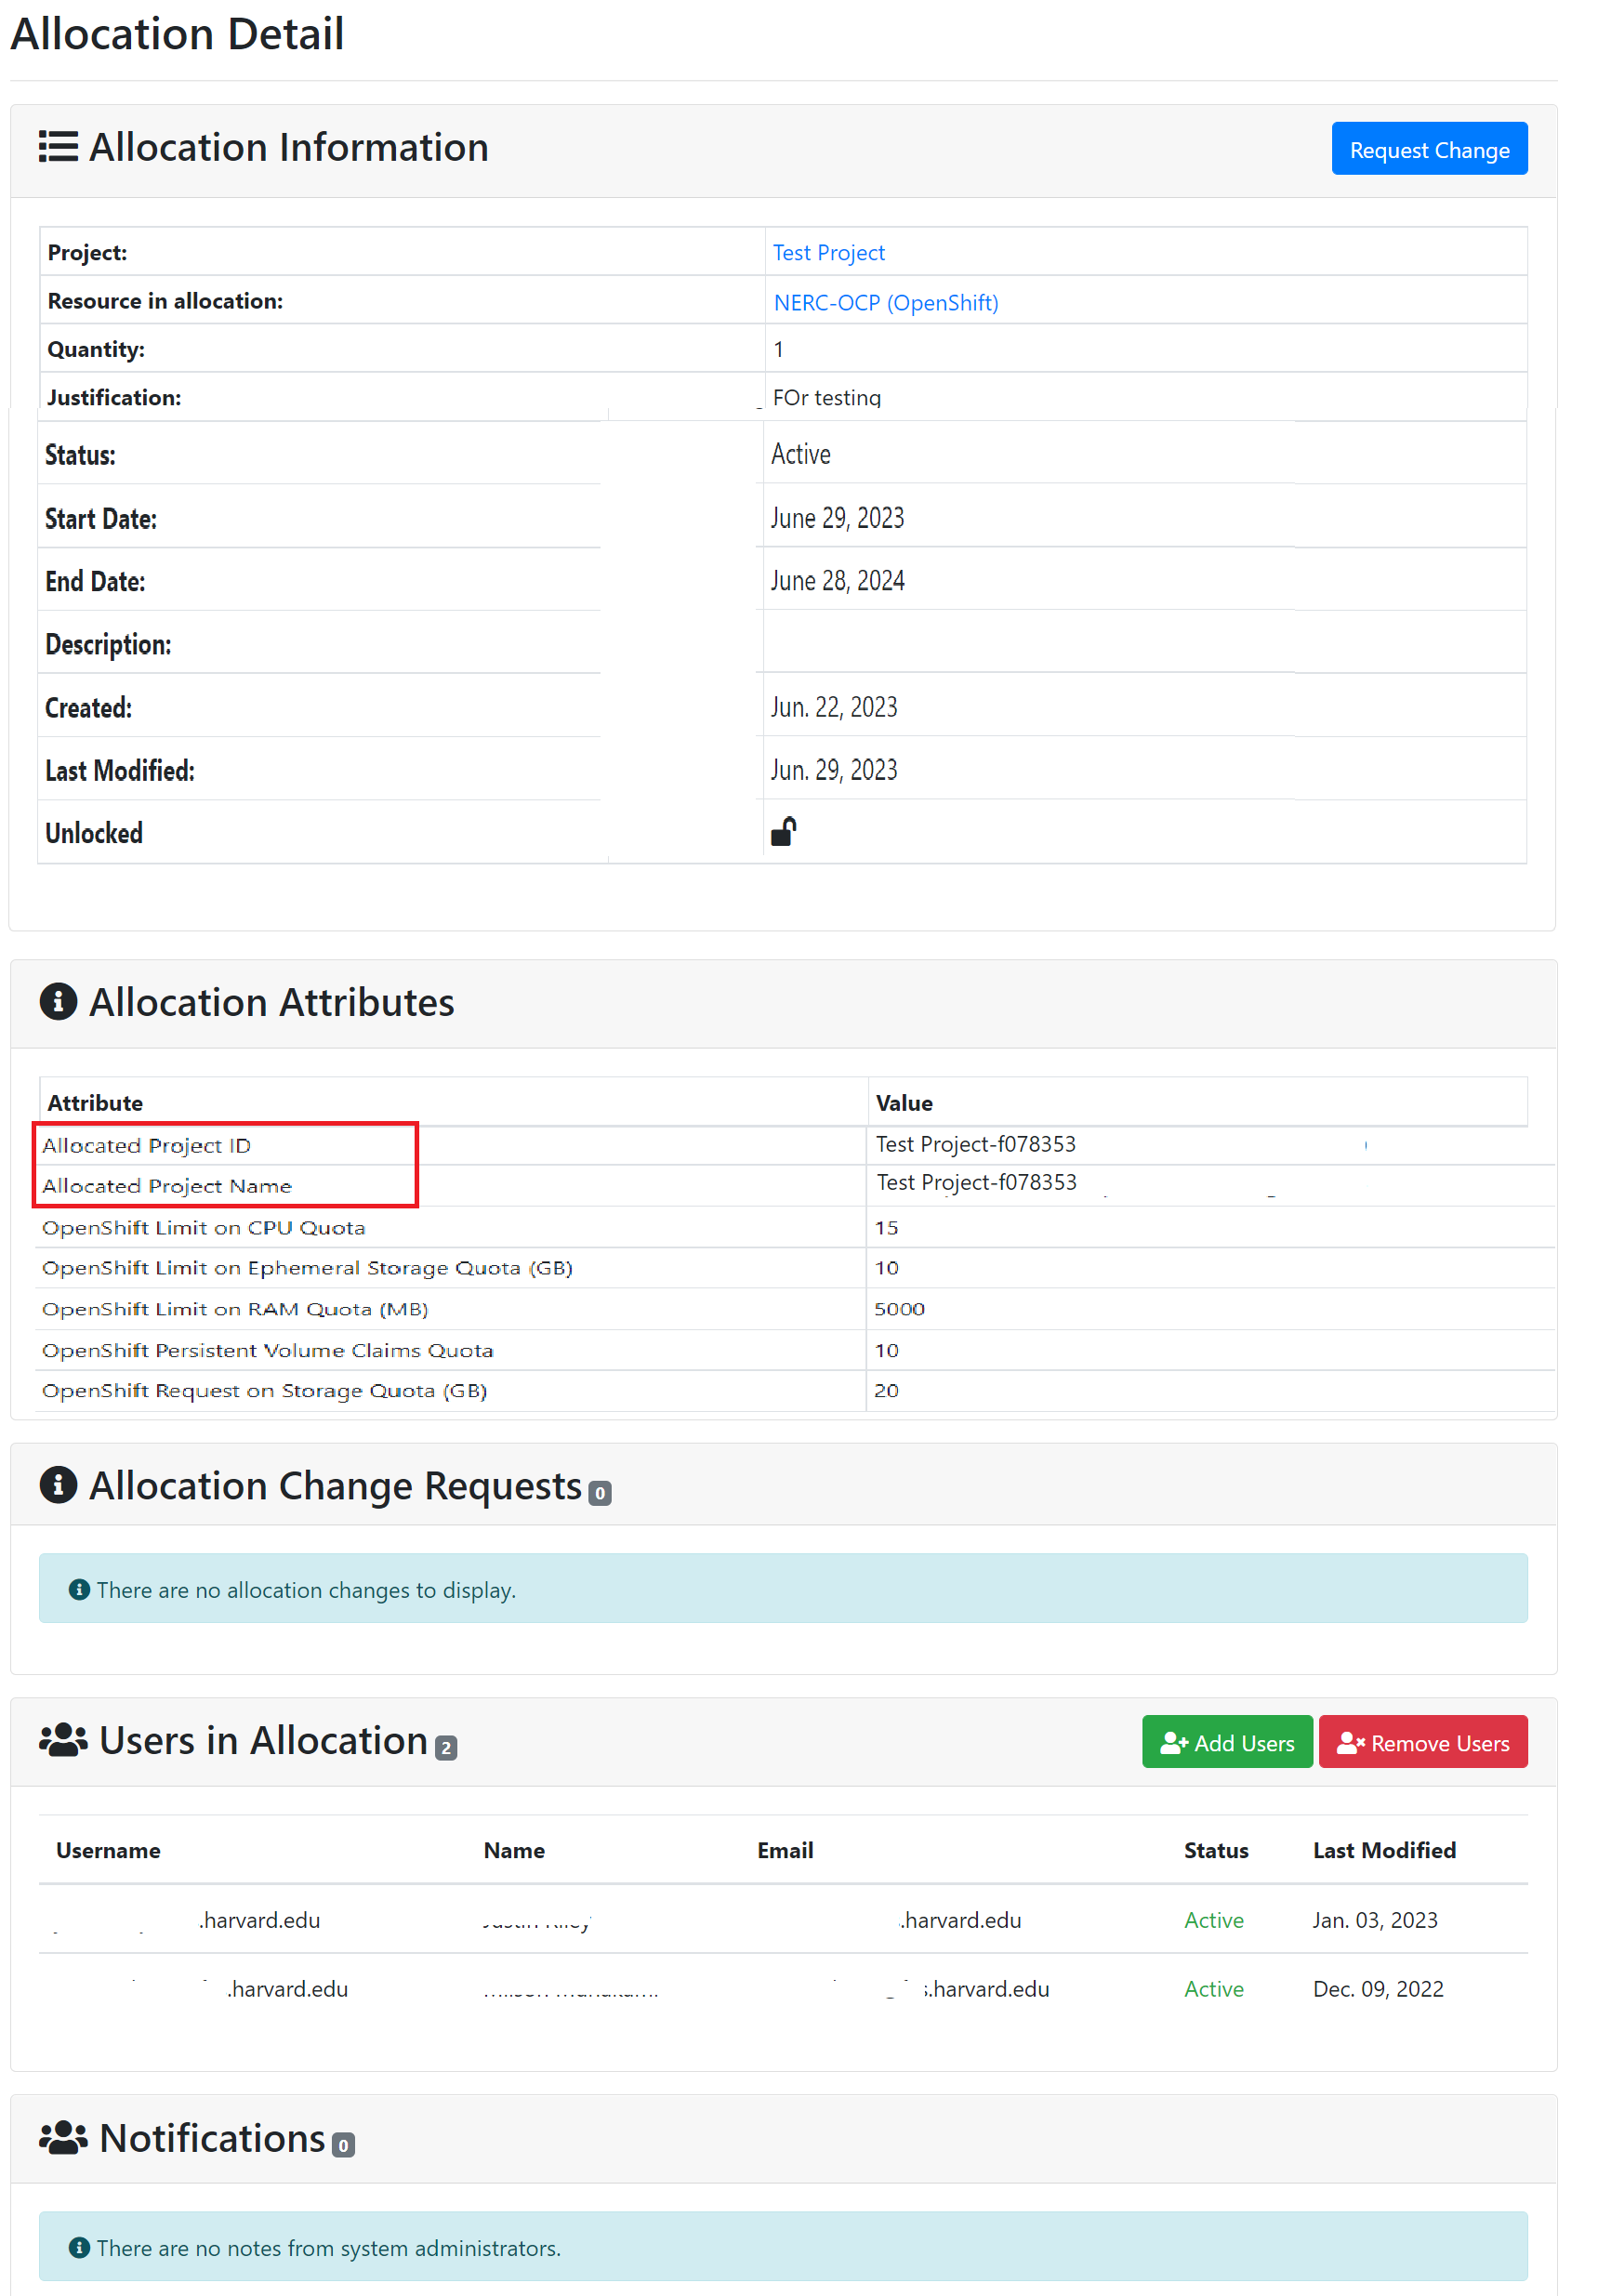 Allocation Detail
Allocation Information
Request Change
Project: Test Project
Resource in allocation: NERC-OCP (OpenShift)
Quantity: 1
Justification: FOr testing
Status: Active
Start Date: June 29, 2023
End Date: June 28, 2024
Description:
Created: Jun. 22, 2023
Last Modified: Jun. 29, 2023
Unlocked
Allocation Attributes
Attribute Value
Allocated Project ID Test Project-f078353
Allocated Project Name Test Project-f078353
OpenShift Limit on CPU Quota 15
OpenShift Limit on Ephemeral Storage Quota (GB) 10
OpenShift Limit on RAM Quota (MB) 5000
OpenShift Persistent Volume Claims Quota 10
OpenShift Request on Storage Quota (GB) 20
Allocation Change Requests 0
There are no allocation changes to display.
Users in Allocation 2
Add Users Remove Users
Username Name Email Status Last Modified
.harvard.edu .harvard.edu Active Jan. 03, 2023
.harvard.edu s.harvard.edu Active Dec. 09, 2022
Notifications 0
There are no notes from system administrators.